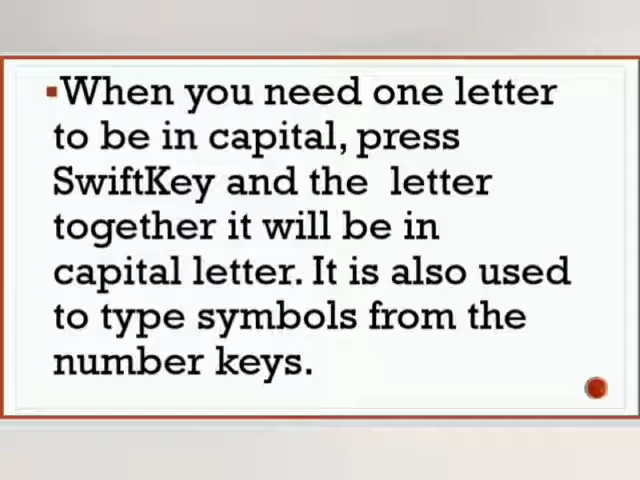 When you need one letter
to be in capital, press
SwiftKey and the letter
together it will be in
capital letter. It is also used
to type symbols from the
number keys.